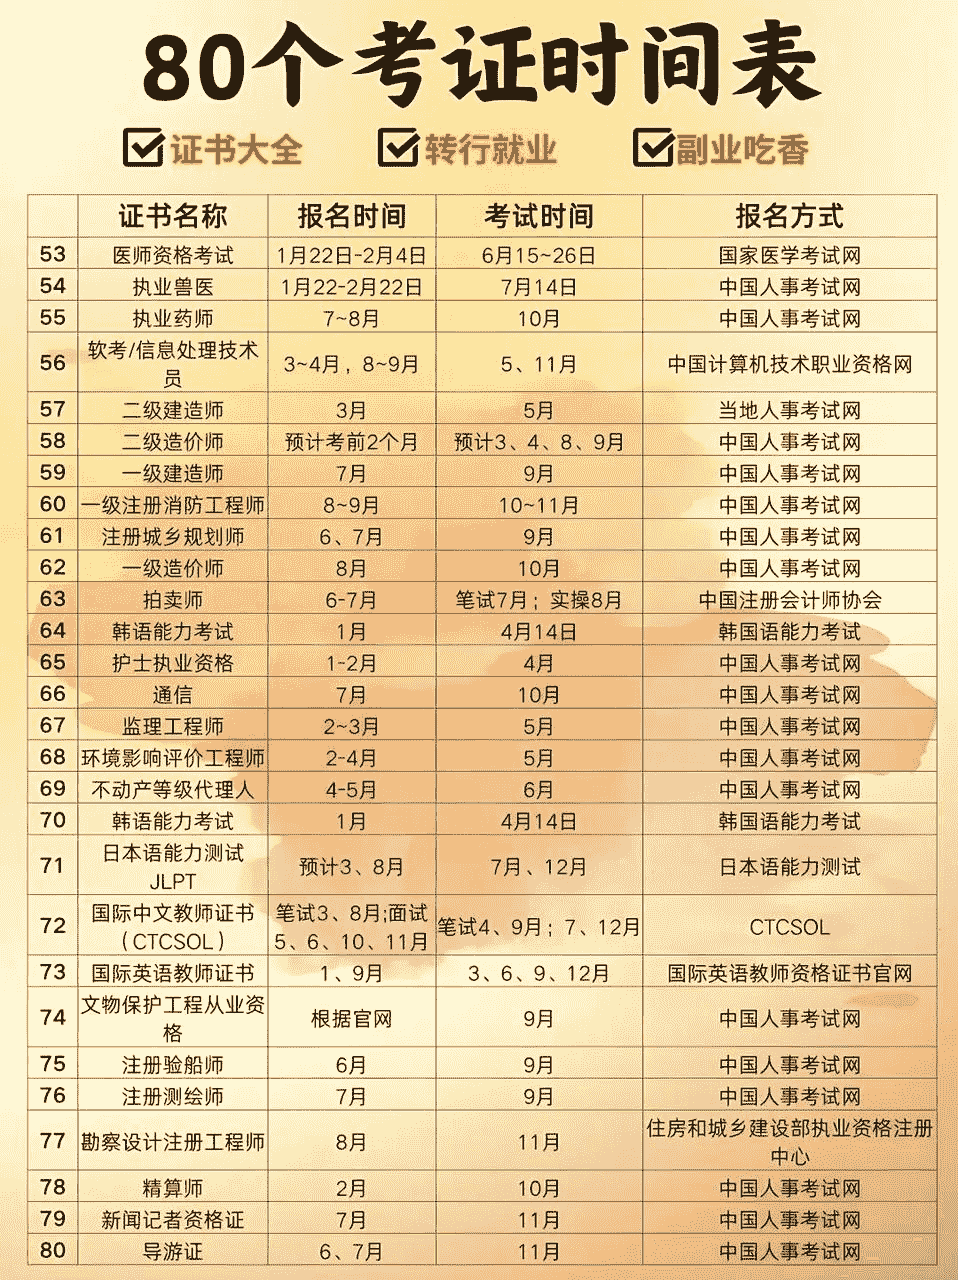 80个考证时间表
证书大全 转行就业 副业吃香
证书名称 报名时间 考试时间 报名方式
53 医师资格考试 1月22日-2月4日 6月15~26日 国家医学考试网
54 执业兽医 1月22-2月22日 7月14日 中国人事考试网
55 执业药师 7~8月 10月 中国人事考试网
56 软考/信息处理技术员 3~4月，8~9月 5、11月 中国计算机技术职业资格网
57 二级建造师 3月 5月 当地人事考试网
58 二级造价师 预计考前2个月 预计3、4、8、9月 中国人事考试网
59 一级建造师 7月 9月 中国人事考试网
60 一级注册消防工程师 8~9月 10~11月 中国人事考试网
61 注册城乡规划师 6、7月 9月 中国人事考试网
62 一级造价师 8月 10月 中国人事考试网
63 拍卖师 6-7月 笔试7月；实操8月 中国注册会计师协会
64 韩语能力考试 1月 4月14日 韩国语能力考试
65 护士执业资格 1-2月 4月 中国人事考试网
66 通信 7月 10月 中国人事考试网
67 监理工程师 2~3月 5月 中国人事考试网
68 环境影响评价工程师 2-4月 5月 中国人事考试网
69 不动产等级代理人 4-5月 6月 中国人事考试网
70 韩语能力考试 1月 4月14日 韩国语能力考试
71 日本语能力测试JLPT 预计3、8月 7月、12月 日本语能力测试
72 国际中文教师证书（CTCSOL） 笔试3、8月;面试5、6、10、11月 笔试4、9月；7、12月 CTCSOL
73 国际英语教师证书 1、9月 3、6、9、12月 国际英语教师资格证书官网
74 文物保护工程从业资格 根据官网 9月 中国人事考试网
75 注册验船师 6月 9月 中国人事考试网
76 注册测绘师 7月 9月 中国人事考试网
77 勘察设计注册工程师 8月 11月 住房和城乡建设部执业资格注册中心
78 精算师 2月 10月 中国人事考试网
79 新闻记者资格证 7月 11月 中国人事考试网
80 导游证 6、7月 11月 中国人事考试网